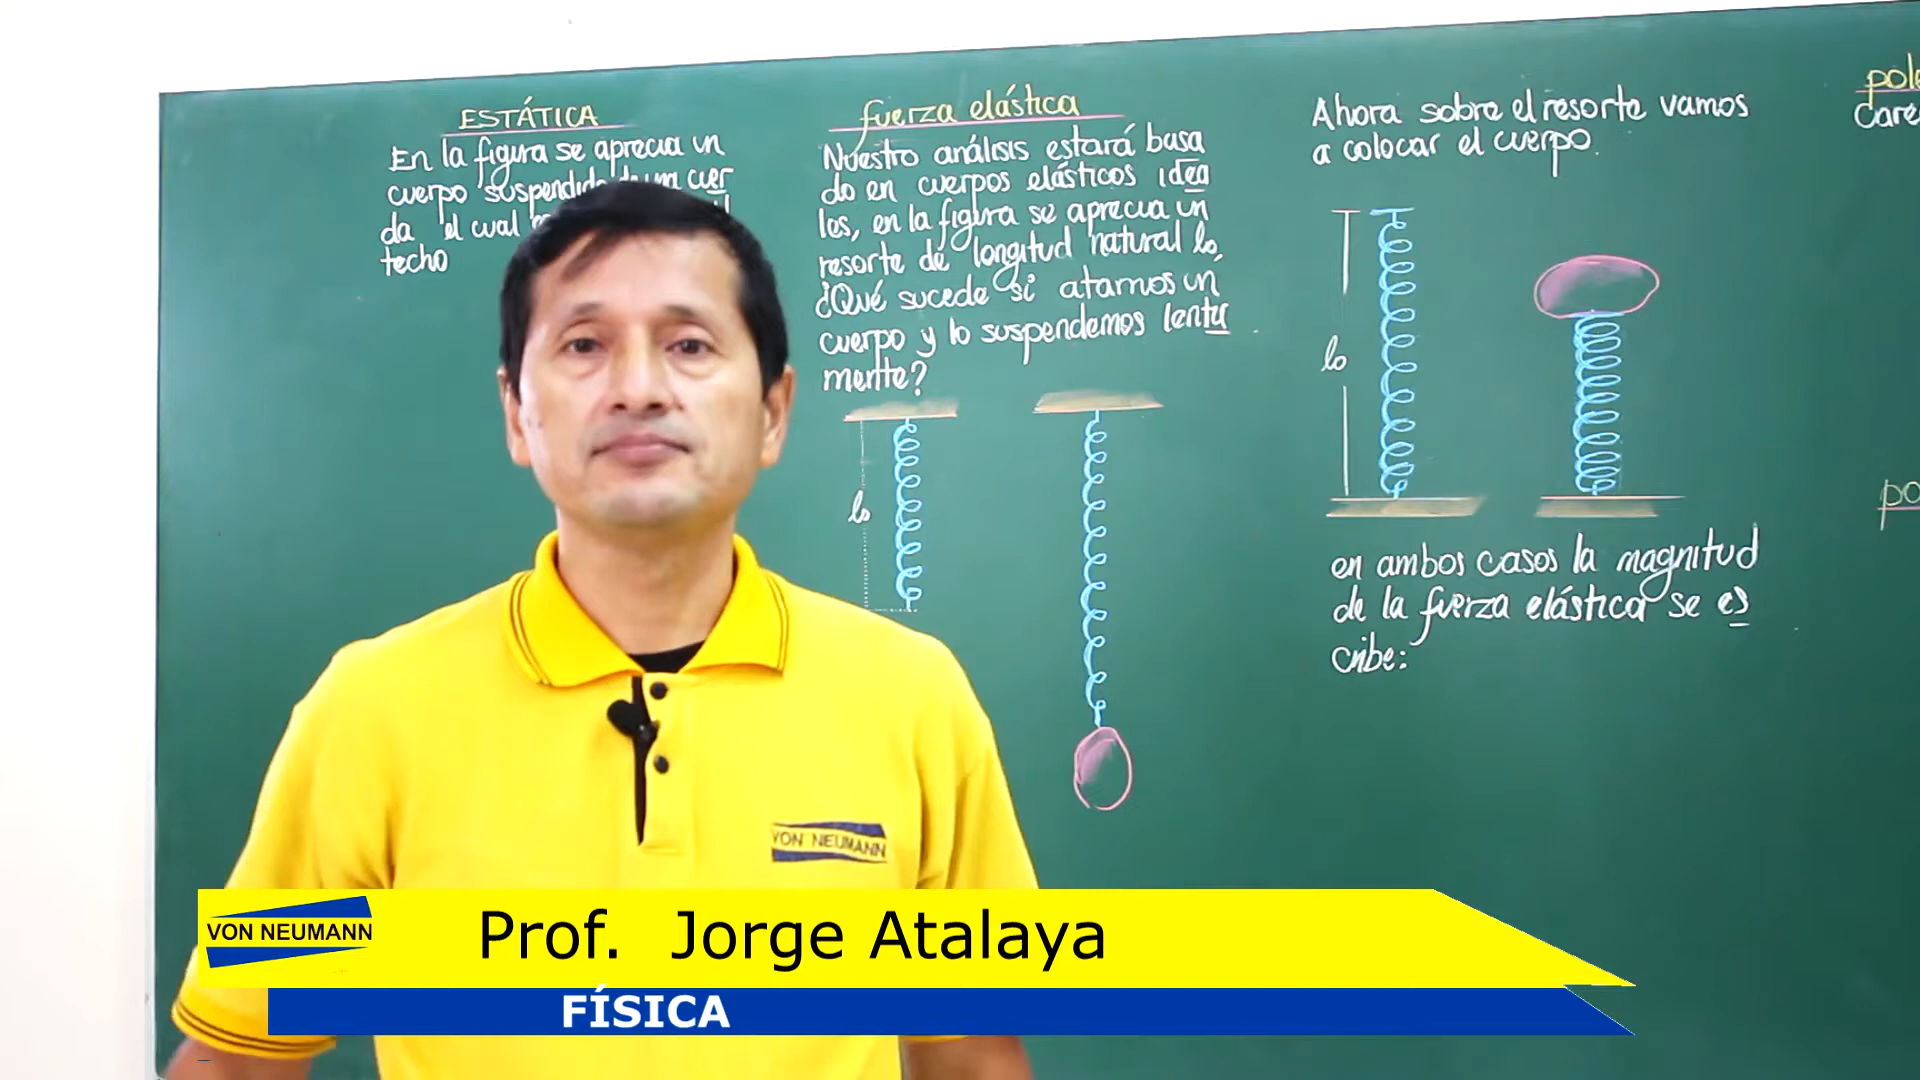 ESTÁTICA
En la figura se aprecia un
cuerpo suspendido de una cuer
da el cual
techo
fuerza elástica
Nuestro análisis estará basa
do en cuerpos elásticos idea
les, en la figura se aprecia un
resorte de longitud natural lo,
¿Qué sucede si atamos un
cuerpo y lo suspendemos lenta
mente?
lo
Ahora sobre el resorte vamos
a colocar el cuerpo.
lo
en ambos casos la magnitud
de la fuerza elástica se es
cribe:
VON NEUMANN
VON NEUMANN
Prof. Jorge Atalaya
FÍSICA